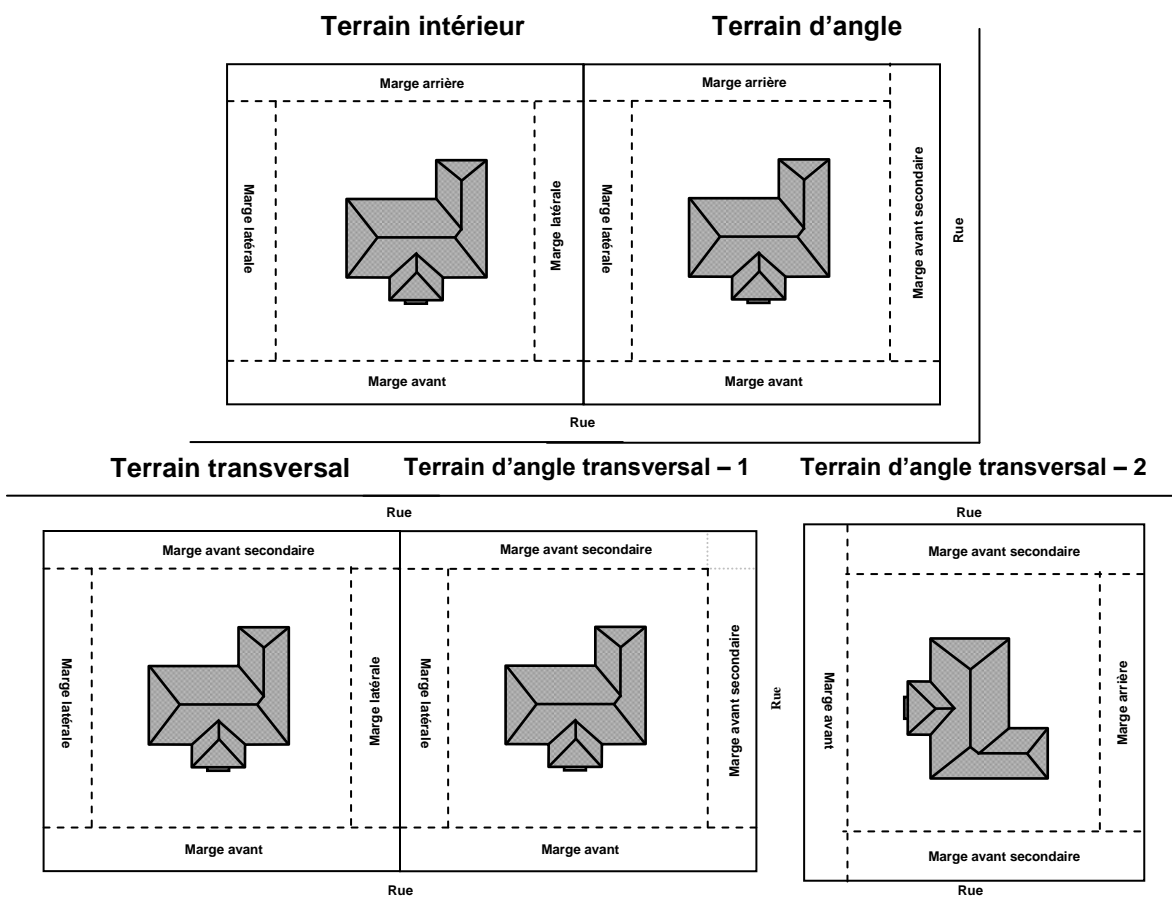 Terrain intérieur
Terrain d'angle
Marge arrière
Marge arrière
Marge latérale
Marge latérale
Marge latérale
Marge avant secondaire
Rue
Marge avant
Marge avant
Rue
Terrain transversal
Terrain d'angle transversal – 1
Terrain d'angle transversal – 2
Rue
Rue
Marge avant secondaire
Marge avant secondaire
Marge avant secondaire
Marge latérale
Marge latérale
Marge latérale
Marge avant secondaire
Rue
Marge avant
Marge arrière
Marge avant
Marge avant
Marge avant secondaire
Rue
Rue